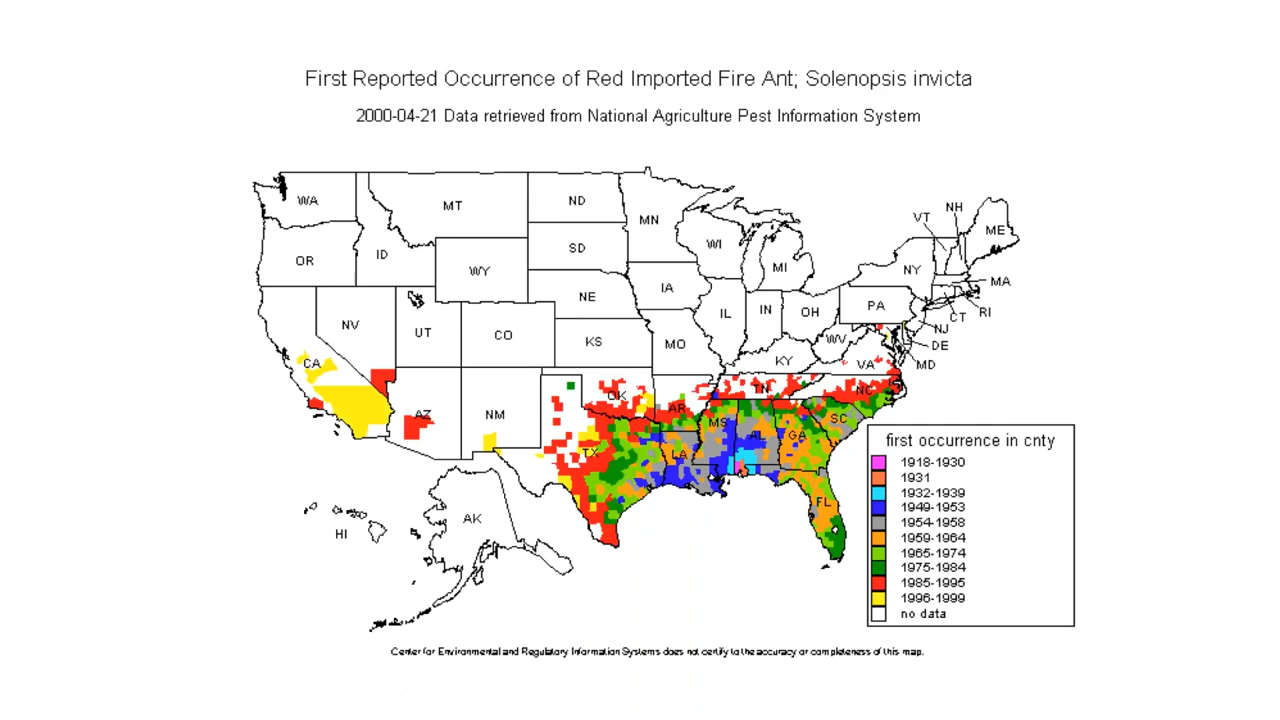 First Reported Occurrence of Red Imported Fire Ant; Solenopsis invicta
2000-04-21 Data retrieved from National Agriculture Pest Information System
WA
MT
ND
MN
VT
NH
ME
OR
ID
SD
WI
MI
NY
WY
MA
NV
UT
CO
NE
IA
IL
IN
OH
PA
CT
RI
NJ
KS
MO
WV
DE
KY
VA
MD
CA
AZ
NM
OK
AR
TN
NC
TX
LA
MS
AL
GA
SC
FL
AK
HI
first occurrence in cnty
1918-1930
1931
1932-1939
1949-1953
1954-1958
1959-1964
1965-1974
1975-1984
1985-1995
1996-1999
no data
Center for Environmental and Regulatory Information Systems does not certify to the accuracy or completeness of this map.